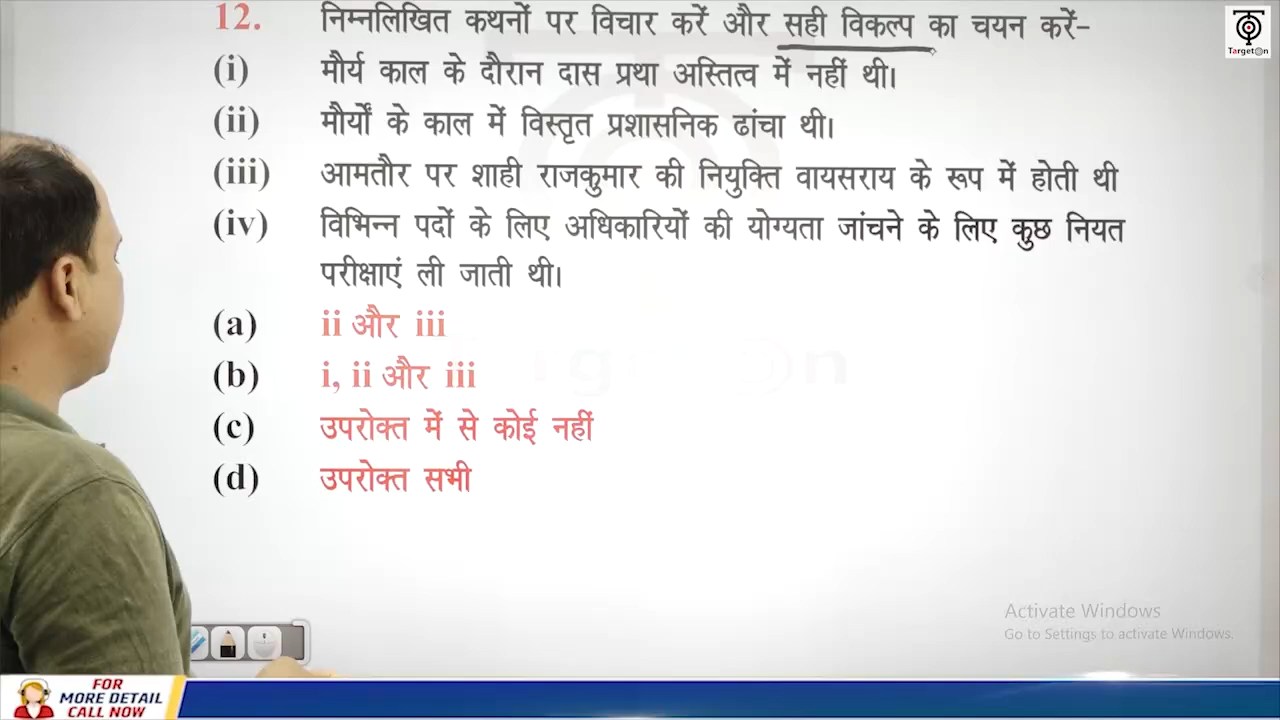 12. निम्नलिखित कथनों पर विचार करें और सही विकल्प का चयन करें-
TargetOn
(i) मौर्य काल के दौरान दास प्रथा अस्तित्व में नहीं थी।
(ii) मौर्यों के काल में विस्तृत प्रशासनिक ढांचा थी।
(iii) आमतौर पर शाही राजकुमार की नियुक्ति वायसराय के रूप में होती थी
(iv) विभिन्न पदों के लिए अधिकारियों की योग्यता जांचने के लिए कुछ नियत
परीक्षाएं ली जाती थी।
(a) ii और iii
(b) i, ii और iii
(c) उपरोक्त में से कोई नहीं
(d) उपरोक्त सभी
Activate Windows
Go to Settings to activate Windows.
FOR
MORE DETAIL
CALL NOW